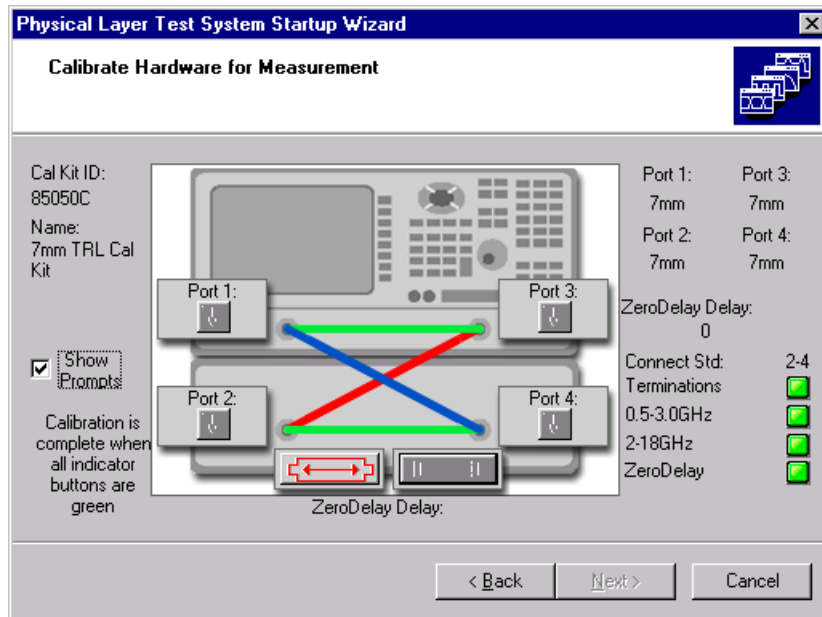 Physical Layer Test System Startup Wizard
Calibrate Hardware for Measurement
Cal Kit ID:
85050C
Name:
7mm TRL Cal
Kit
Show
Prompts
Calibration is
complete when
all indicator
buttons are
green
Port 1:
Port 3:
Port 2:
Port 4:
ZeroDelay Delay:
Port 1: Port 3:
7mm 7mm
Port 2: Port 4:
7mm 7mm
ZeroDelay Delay:
0
Connect Std: 2-4
Terminations
0.5-3.0GHz
2-18GHz
ZeroDelay
< Back
Next >
Cancel